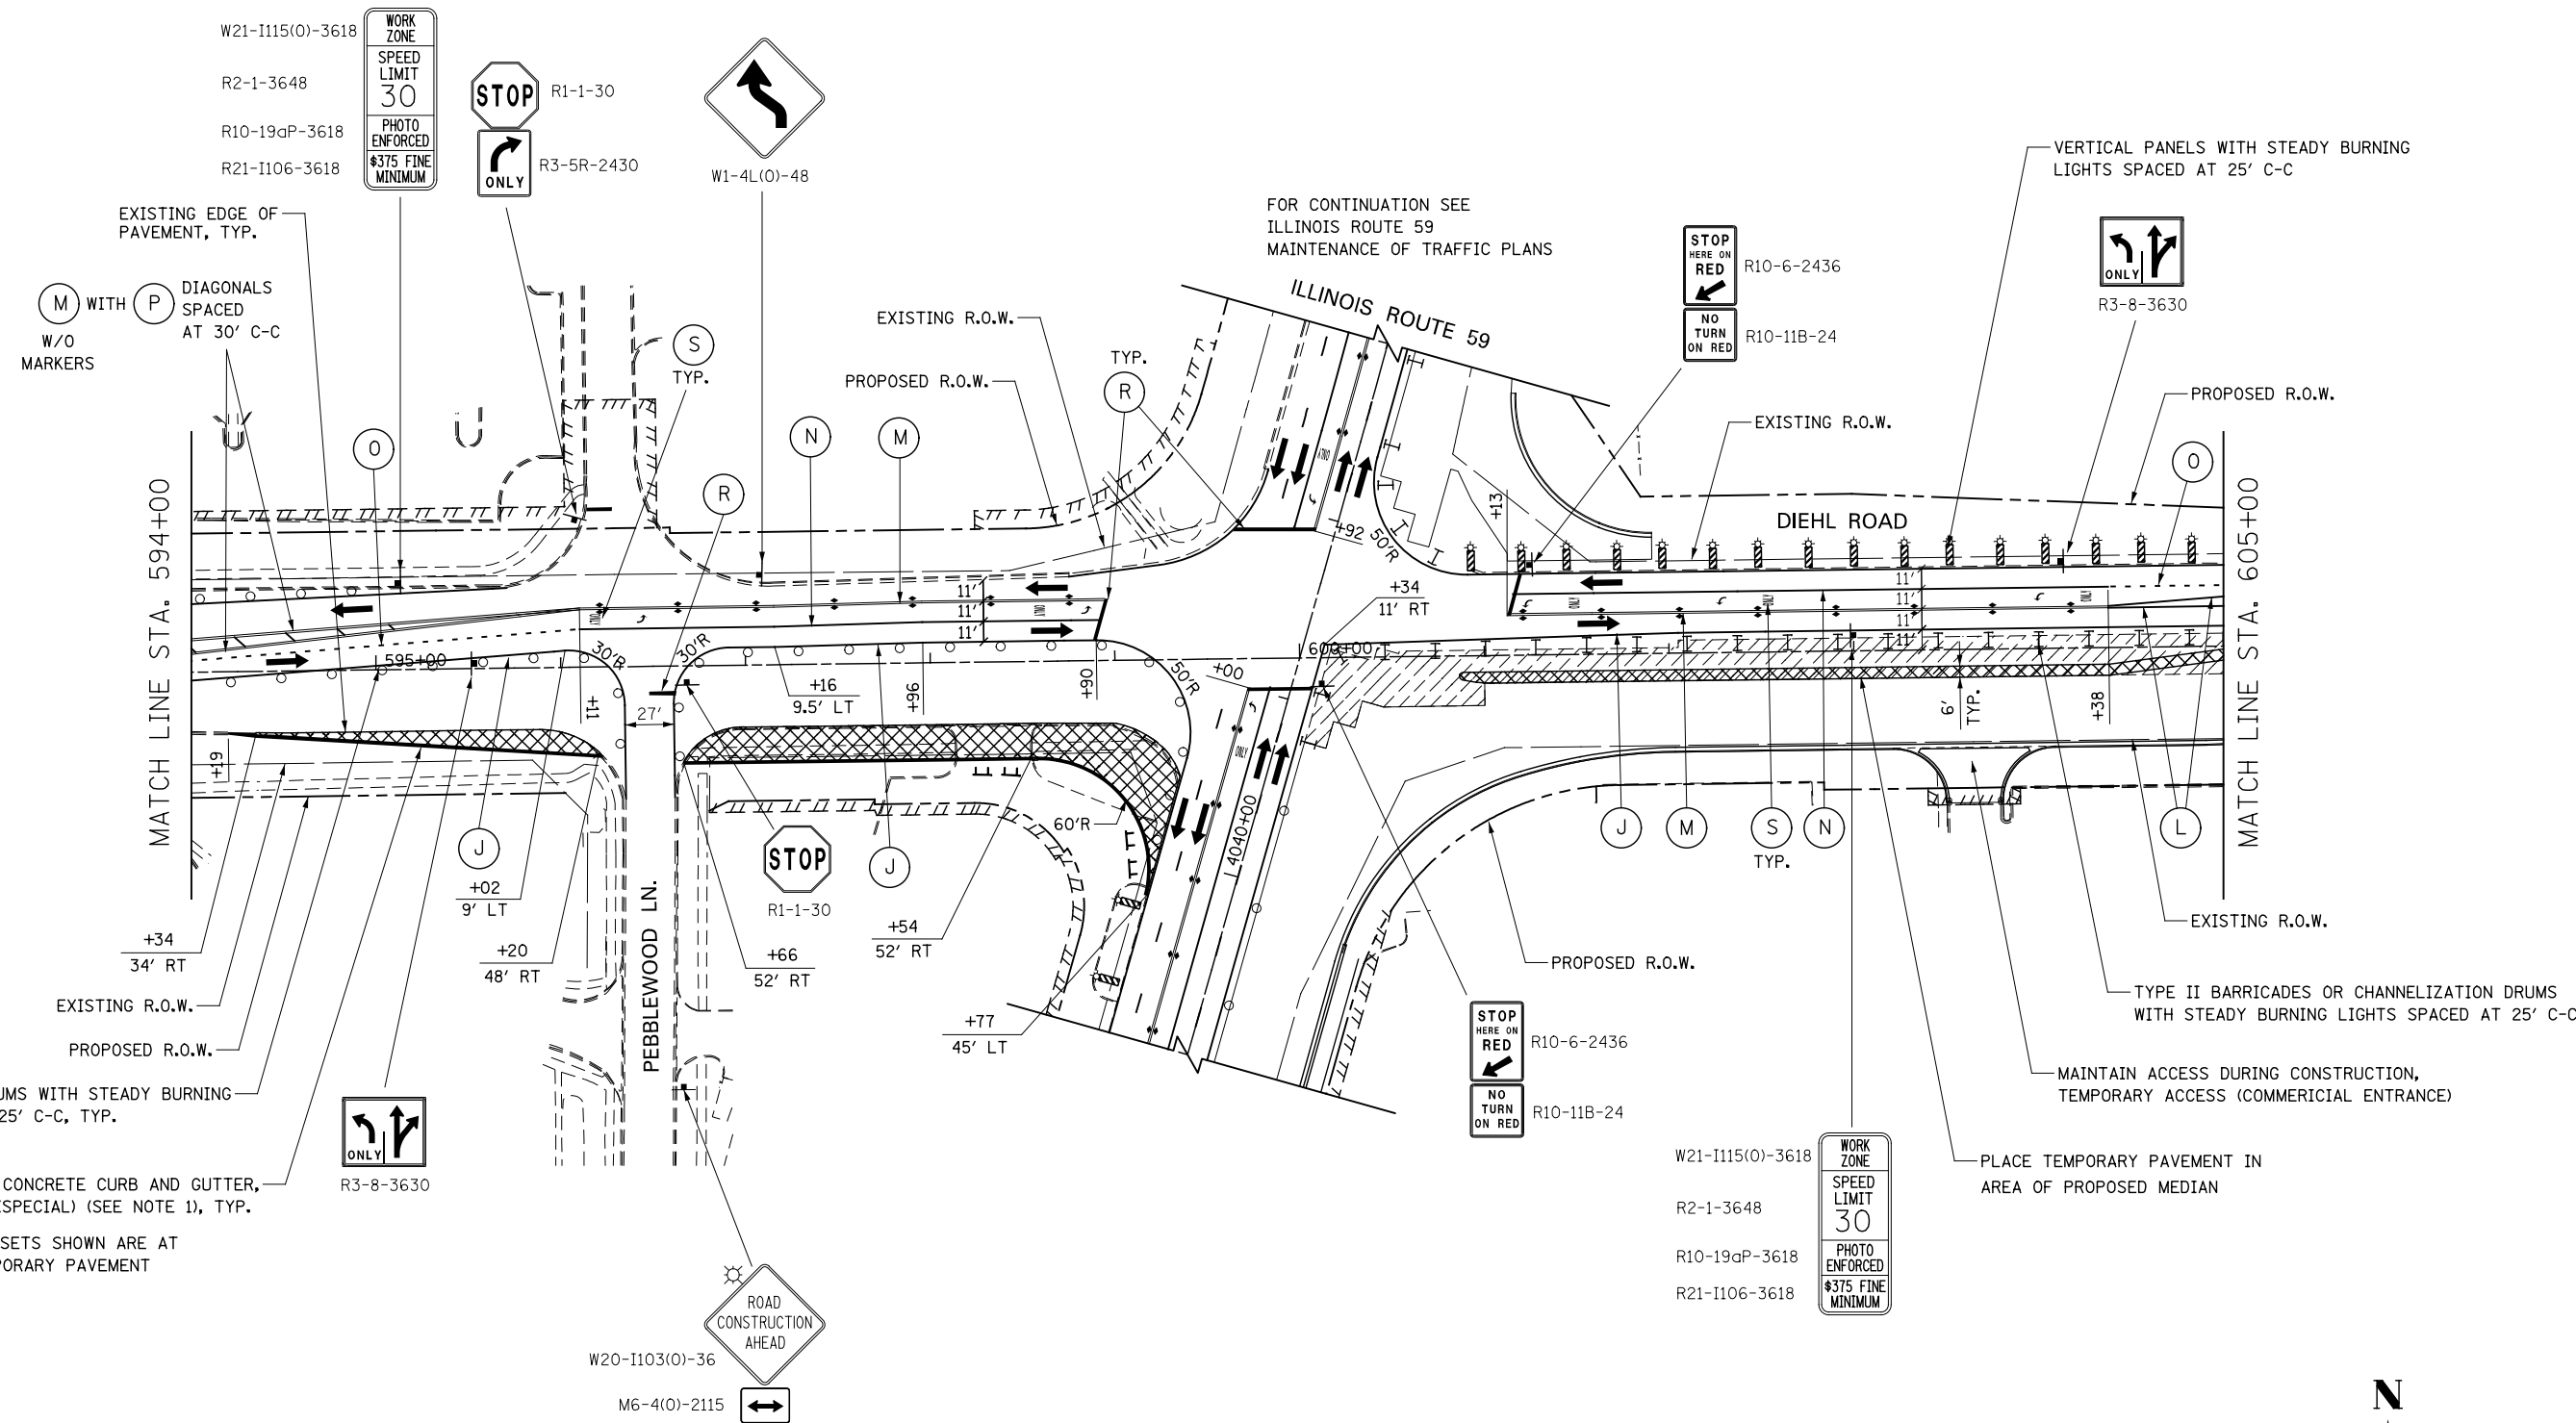 W21-I115(O)-3618
R2-1-3648
R10-19aP-3618
R21-I106-3618
WORK
ZONE
SPEED
LIMIT
30
PHOTO
ENFORCED
$375 FINE
MINIMUM
STOP
R1-1-30
ONLY
R3-5R-2430
W1-4L(O)-48
EXISTING EDGE OF
PAVEMENT, TYP.
M WITH P DIAGONALS
SPACED
AT 30' C-C
W/O
MARKERS
O
S
TYP.
R
N
M
EXISTING R.O.W.
PROPOSED R.O.W.
TYP.
R
FOR CONTINUATION SEE
ILLINOIS ROUTE 59
MAINTENANCE OF TRAFFIC PLANS
ILLINOIS ROUTE 59
STOP
HERE ON
RED
R10-6-2436
NO
TURN
ON RED
R10-11B-24
VERTICAL PANELS WITH STEADY BURNING
LIGHTS SPACED AT 25' C-C
ONLY
R3-8-3630
PROPOSED R.O.W.
EXISTING R.O.W.
O
DIEHL ROAD
MATCH LINE STA. 594+00
MATCH LINE STA. 605+00
+13
+92
50'R
+34
11' RT
ONLY
11'
11'
11'
ONLY
ONLY
11'
11'
11'
11'
ONLY
ONLY
ONLY
595+00
30'R
30'R
+11
27'
+16
9.5' LT
+96
+90
50'R
+00
600+00
ONLY
6'
TYP.
+38
+19
J
+02
9' LT
+34
34' RT
+20
48' RT
PEBBLEWOOD LN.
STOP
R1-1-30
J
+66
52' RT
+54
52' RT
60'R
+77
45' LT
4040+00
J
M
S
TYP.
N
L
EXISTING R.O.W.
PROPOSED R.O.W.
EXISTING R.O.W.
PROPOSED R.O.W.
UMS WITH STEADY BURNING
25' C-C, TYP.
ONLY
R3-8-3630
CONCRETE CURB AND GUTTER,
(SPECIAL) (SEE NOTE 1), TYP.
SETS SHOWN ARE AT
PORARY PAVEMENT
ROAD
CONSTRUCTION
AHEAD
W20-I103(O)-36
M6-4(O)-2115
STOP
HERE ON
RED
R10-6-2436
NO
TURN
ON RED
R10-11B-24
TYPE II BARRICADES OR CHANNELIZATION DRUMS
WITH STEADY BURNING LIGHTS SPACED AT 25' C-C
MAINTAIN ACCESS DURING CONSTRUCTION,
TEMPORARY ACCESS (COMMERICIAL ENTRANCE)
PLACE TEMPORARY PAVEMENT IN
AREA OF PROPOSED MEDIAN
W21-I115(O)-3618
R2-1-3648
R10-19aP-3618
R21-I106-3618
WORK
ZONE
SPEED
LIMIT
30
PHOTO
ENFORCED
$375 FINE
MINIMUM
N